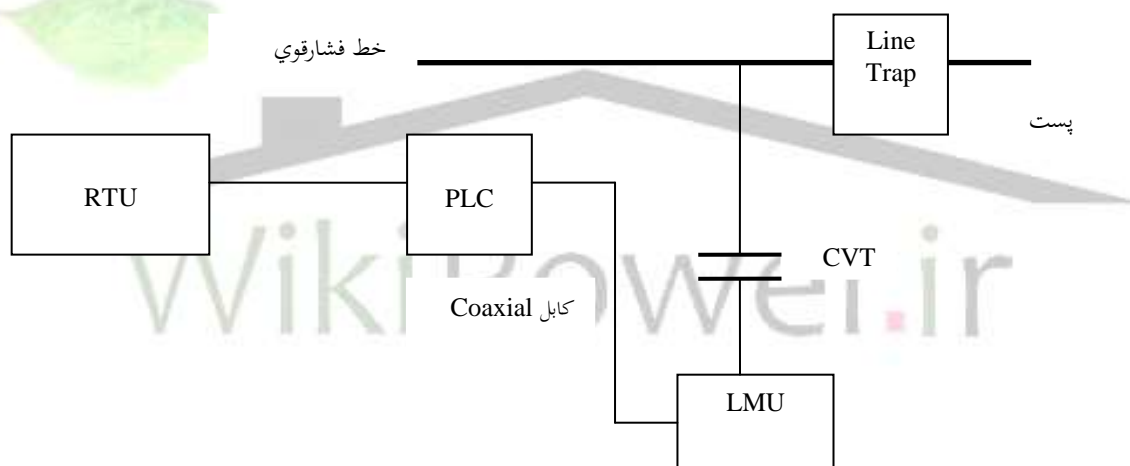 خط فشارقوي
Line
Trap
پست
RTU
PLC
CVT
کابل Coaxial
LMU
WikiPower.ir